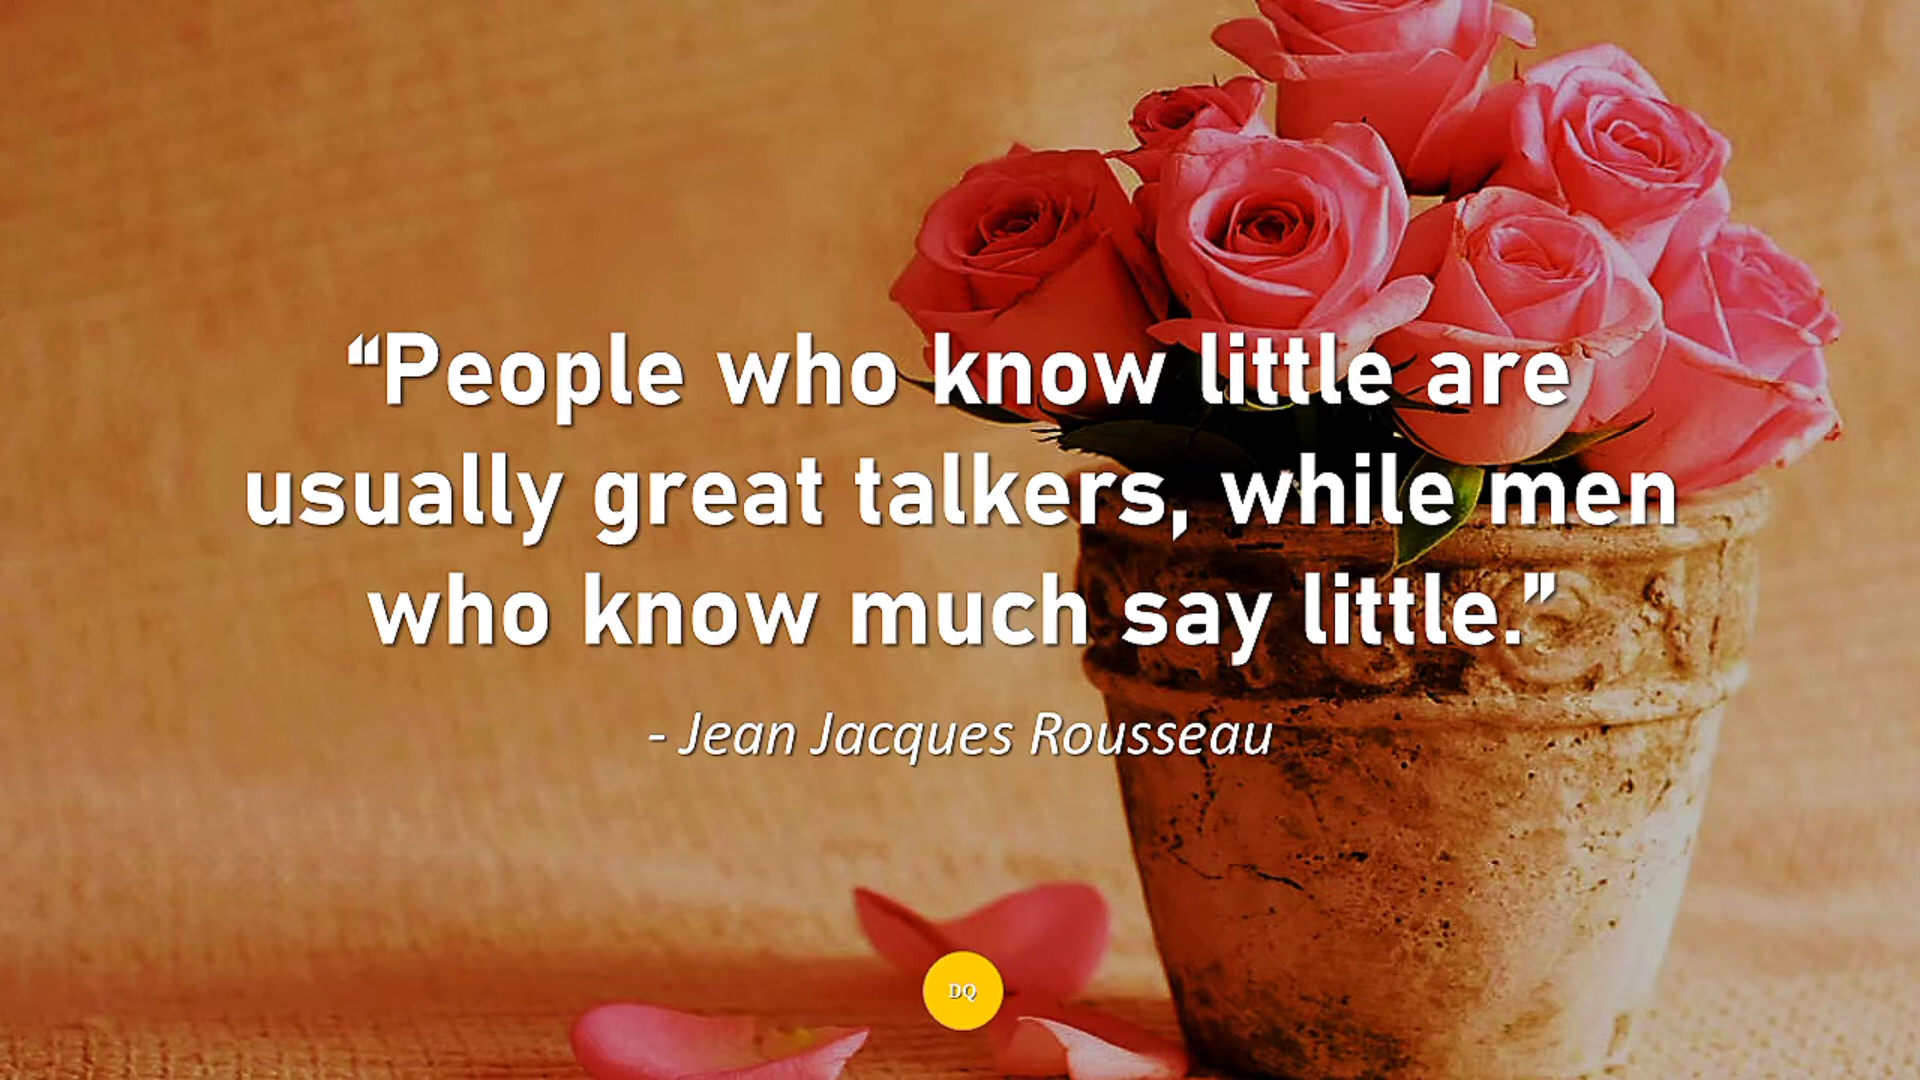 “People who know little are
usually great talkers, while men
who know much say little.”
- Jean Jacques Rousseau
DQ